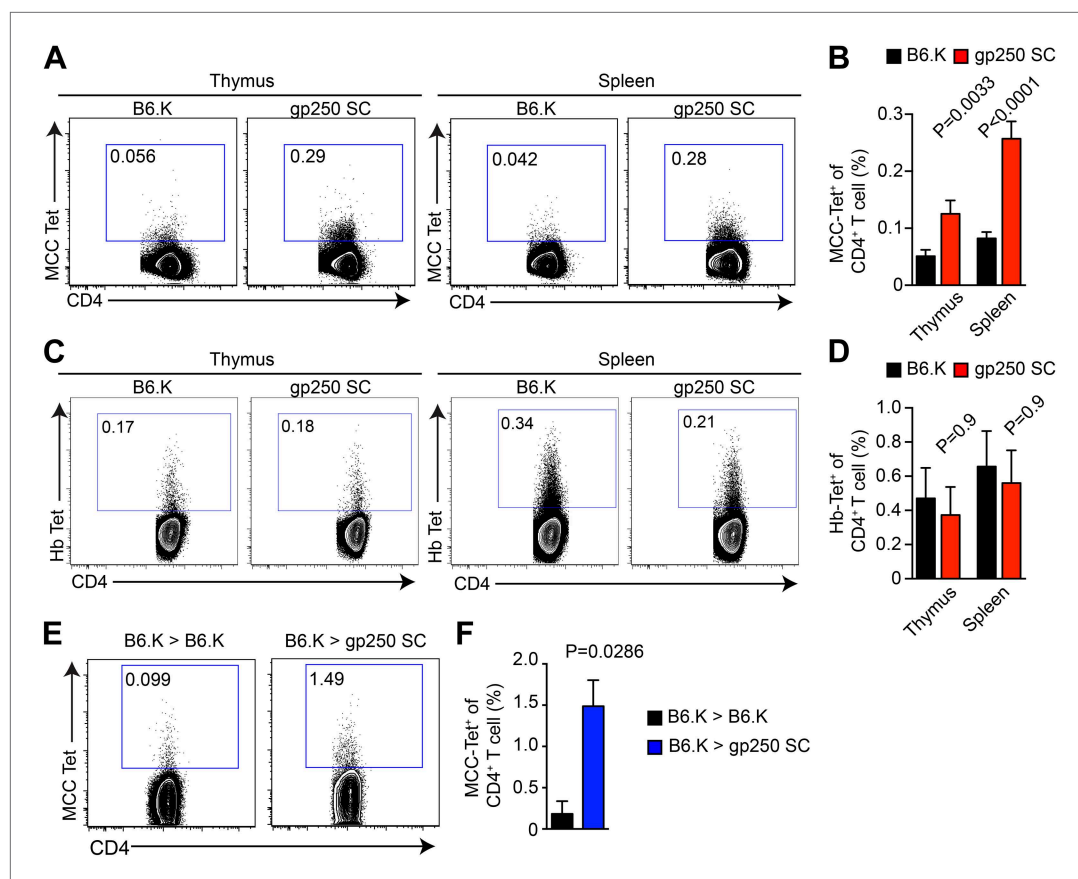 A
Thymus
Spleen
B6.K
gp250 SC
B6.K
gp250 SC
0.056
0.29
0.042
0.28
MCC Tet
MCC Tet
CD4
CD4
B
B6.K
gp250 SC
P=0.0033
P<0.0001
MCC-Tet⁺ of
CD4⁺ T cell (%)
0.3
0.2
0.1
0
Thymus
Spleen
C
Thymus
Spleen
B6.K
gp250 SC
B6.K
gp250 SC
0.17
0.18
0.34
0.21
Hb Tet
Hb Tet
CD4
CD4
D
B6.K
gp250 SC
P=0.9
P=0.9
Hb-Tet⁺ of
CD4⁺ T cell (%)
1.0
0.8
0.6
0.4
0.2
0
Thymus
Spleen
E
B6.K > B6.K
B6.K > gp250 SC
0.099
1.49
MCC Tet
CD4
F
P=0.0286
MCC-Tet⁺ of
CD4⁺ T cell (%)
2.0
1.5
1.0
0.5
0
B6.K > B6.K
B6.K > gp250 SC